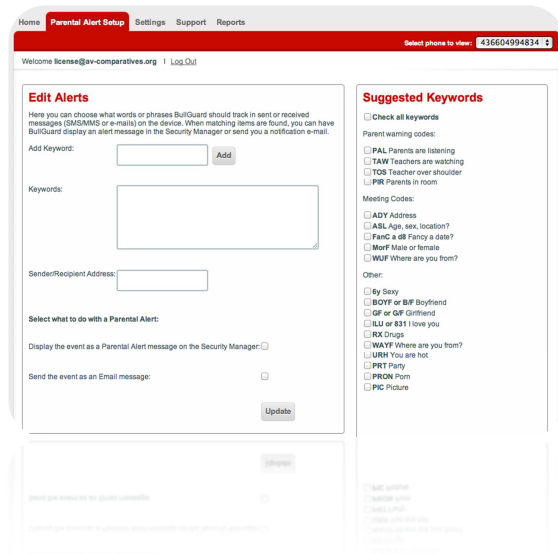 Home Parental Alert Setup Settings Support Reports
Select phone to view: 436604994834
Welcome license@av-comparatives.org | Log Out
Edit Alerts
Here you can choose what words or phrases BullGuard should track in sent or received
messages (SMS/MMS or e-mails) on the device. When matching items are found, you can have
BullGuard display an alert message in the Security Manager or send you a notification e-mail.
Add Keyword:
Add
Keywords:
Sender/Recipient Address:
Select what to do with a Parental Alert:
Display the event as a Parental Alert message on the Security Manager:
Send the event as an Email message:
Update
Suggested Keywords
Check all keywords
Parent warning codes:
PAL Parents are listening
TAW Teachers are watching
TOS Teacher over shoulder
PIR Parents in room
Meeting Codes:
ADY Address
ASL Age, sex, location?
FanC a d8 Fancy a date?
MorF Male or female
WUF Where are you from?
Other:
6y Sexy
BOYF or B/F Boyfriend
GF or G/F Girlfriend
ILU or 831 I love you
RX Drugs
WAYF Where are you from?
URH You are hot
PRT Party
PRON Porn
PIC Picture